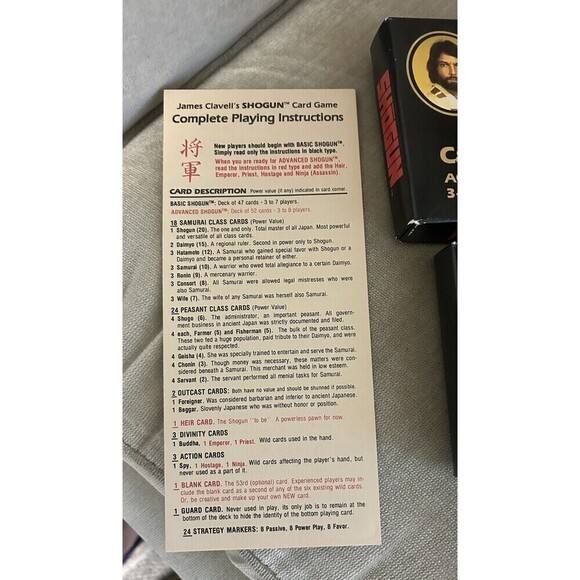 James Clavell's SHOGUN™ Card Game
Complete Playing Instructions
将軍
New players should begin with BASIC SHOGUN™.
Simply read only the instructions in black type.
When you are ready for ADVANCED SHOGUN™,
read the instructions in red type and add the Heir,
Emperor, Priest, Hostage and Ninja (Assassin).
CARD DESCRIPTION Power value (if any) indicated in card corner.
BASIC SHOGUN™: Deck of 47 cards - 3 to 7 players.
ADVANCED SHOGUN™: Deck of 52 cards - 3 to 8 players.
18 SAMURAI CLASS CARDS (Power Value)
1 Shogun (20). The one and only. Total master of all Japan. Most powerful
and versatile of all class cards.
2 Daimyo (15). A regional ruler. Second in power only to Shogun.
3 Hatamoto (12). A Samurai who gained special favor with Shogun or a
Daimyo and became a personal retainer of either.
3 Samurai (10). A warrior who owed total allegiance to a certain Daimyo.
3 Ronin (9). A mercenary warrior.
3 Consort (8). All Samurai were allowed legal mistresses who were
also Samurai.
3 Wife (7). The wife of any Samurai was herself also Samurai.
24 PEASANT CLASS CARDS (Power Value)
4 Shugo (6). The administrator, an important peasant. All govern-
ment business in ancient Japan was strictly documented and filed.
4 each, Farmer (5) and Fisherman (5). The bulk of the peasant class.
These two fed a huge population, paid tribute to their Daimyo, and were
actually quite respected.
4 Geisha (4). She was specially trained to entertain and serve the Samurai.
4 Chonin (3). Though money was necessary, these matters were con-
sidered beneath a Samurai. This merchant was held in low esteem.
4 Servant (2). The servant performed all menial tasks for Samurai.
2 OUTCAST CARDS: Both have no value and should be shunned if possible.
1 Foreigner, Was considered barbarian and inferior to ancient Japanese.
1 Beggar, Slovenly Japanese who was without honor or position.
1 HEIR CARD. The Shogun "to be". A powerless pawn for now.
3 DIVINITY CARDS
1 Buddha, 1 Emperor, 1 Priest. Wild cards used in the hand.
3 ACTION CARDS
1 Spy, 1 Hostage, 1 Ninja. Wild cards affecting the player's hand, but
never used as a part of it.
1 BLANK CARD. The 53rd (optional) card. Experienced players may in-
clude the blank card as a second of any of the six existing wild cards.
Or, be creative and make up your own NEW card.
1 GUARD CARD. Never used in play, its only job is to remain at the
bottom of the deck to hide the identity of the bottom playing card.
24 STRATEGY MARKERS: 8 Passive, 8 Power Play, 8 Favor.
SHOGUN